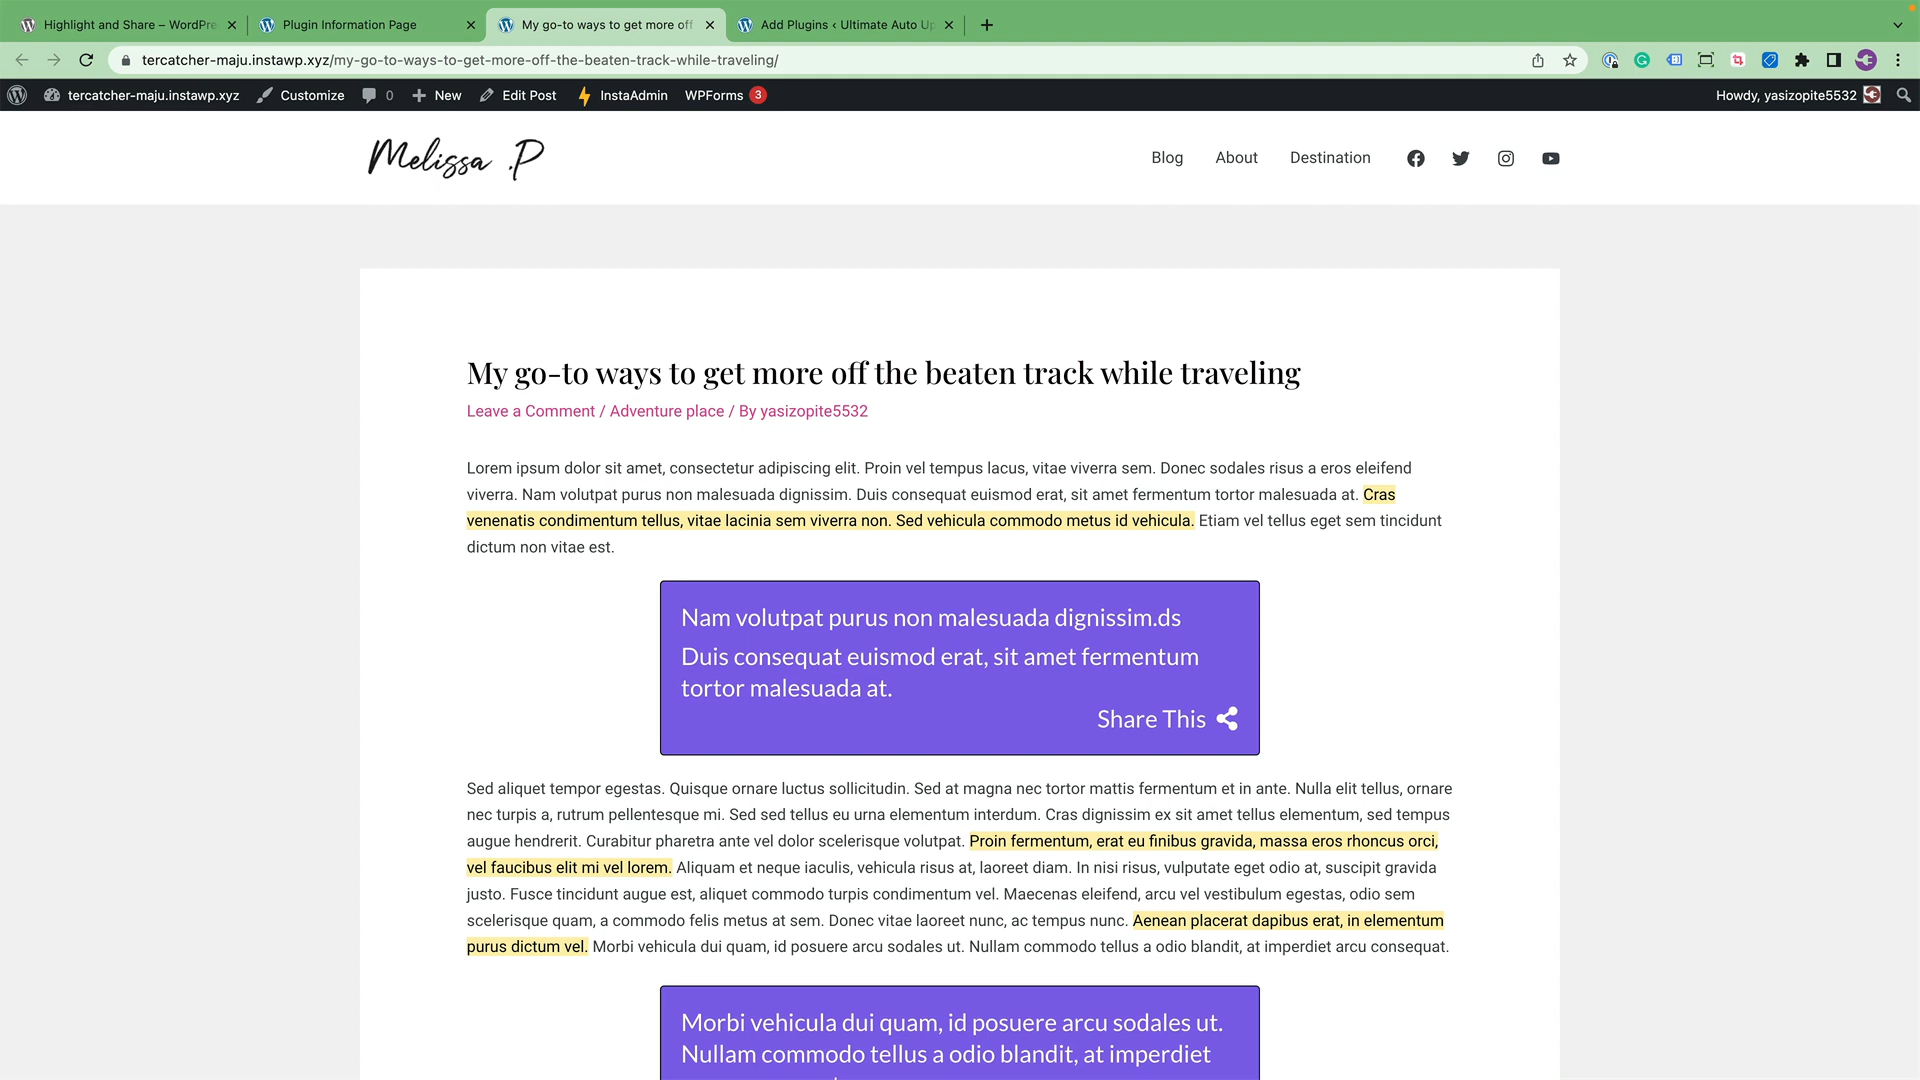 Highlight and Share – WordPre
Plugin Information Page
My go-to ways to get more off
Add Plugins ‹ Ultimate Auto Up
tercatcher-maju.instawp.xyz/my-go-to-ways-to-get-more-off-the-beaten-track-while-traveling/
tercatcher-maju.instawp.xyz Customize 0 New Edit Post InstaAdmin WPForms 3 Howdy, yasizopite5532
Melissa .P
Blog About Destination
My go-to ways to get more off the beaten track while traveling
Leave a Comment / Adventure place / By yasizopite5532
Lorem ipsum dolor sit amet, consectetur adipiscing elit. Proin vel tempus lacus, vitae viverra sem. Donec sodales risus a eros eleifend
viverra. Nam volutpat purus non malesuada dignissim. Duis consequat euismod erat, sit amet fermentum tortor malesuada at. Cras
venenatis condimentum tellus, vitae lacinia sem viverra non. Sed vehicula commodo metus id vehicula. Etiam vel tellus eget sem tincidunt
dictum non vitae est.
Nam volutpat purus non malesuada dignissim.ds
Duis consequat euismod erat, sit amet fermentum
tortor malesuada at.
Share This
Sed aliquet tempor egestas. Quisque ornare luctus sollicitudin. Sed at magna nec tortor mattis fermentum et in ante. Nulla elit tellus, ornare
nec turpis a, rutrum pellentesque mi. Sed sed tellus eu urna elementum interdum. Cras dignissim ex sit amet tellus elementum, sed tempus
augue hendrerit. Curabitur pharetra ante vel dolor scelerisque volutpat. Proin fermentum, erat eu finibus gravida, massa eros rhoncus orci,
vel faucibus elit mi vel lorem. Aliquam et neque iaculis, vehicula risus at, laoreet diam. In nisi risus, vulputate eget odio at, suscipit gravida
justo. Fusce tincidunt augue est, aliquet commodo turpis condimentum vel. Maecenas eleifend, arcu vel vestibulum egestas, odio sem
scelerisque quam, a commodo felis metus at sem. Donec vitae laoreet nunc, ac tempus nunc. Aenean placerat dapibus erat, in elementum
purus dictum vel. Morbi vehicula dui quam, id posuere arcu sodales ut. Nullam commodo tellus a odio blandit, at imperdiet arcu consequat.
Morbi vehicula dui quam, id posuere arcu sodales ut.
Nullam commodo tellus a odio blandit, at imperdiet